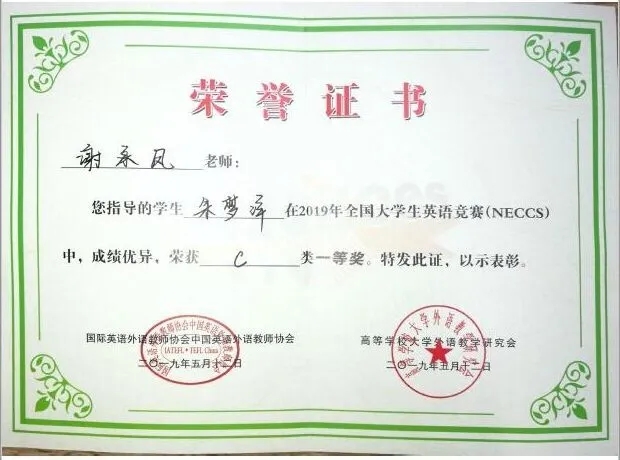 荣誉证书
谢永凤 老师：
您指导的学生 朱梦泽 在2019年全国大学生英语竞赛(NECCS)
中，成绩优异，荣获 C 类一等奖。特发此证，以示表彰。
国际英语外语教师协会中国英语外语教师协会
高等学校大学外语教学研究会
(IATEFL·TEFL China)
二〇一九年五月十二日
二〇一九年五月十二日